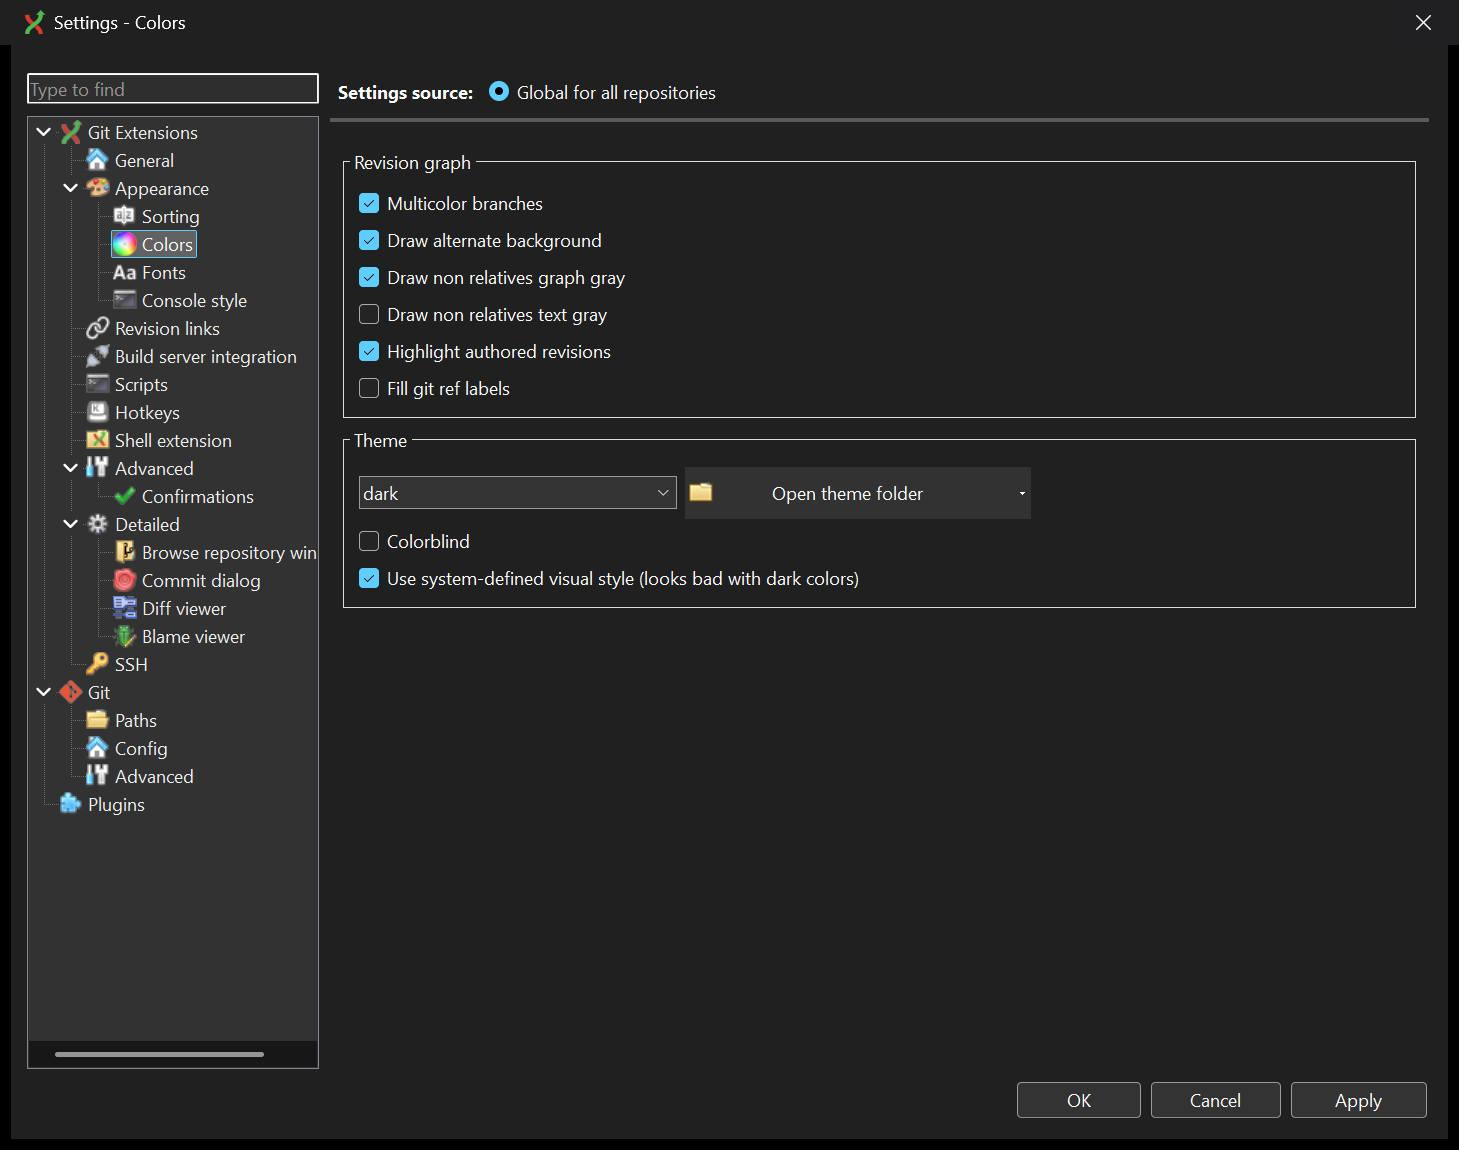 Settings - Colors
Type to find
Git Extensions
General
Appearance
Sorting
Colors
Fonts
Console style
Revision links
Build server integration
Scripts
Hotkeys
Shell extension
Advanced
Confirmations
Detailed
Browse repository win
Commit dialog
Diff viewer
Blame viewer
SSH
Git
Paths
Config
Advanced
Plugins
Settings source: Global for all repositories
Revision graph
Multicolor branches
Draw alternate background
Draw non relatives graph gray
Draw non relatives text gray
Highlight authored revisions
Fill git ref labels
Theme
dark
Open theme folder
Colorblind
Use system-defined visual style (looks bad with dark colors)
OK
Cancel
Apply